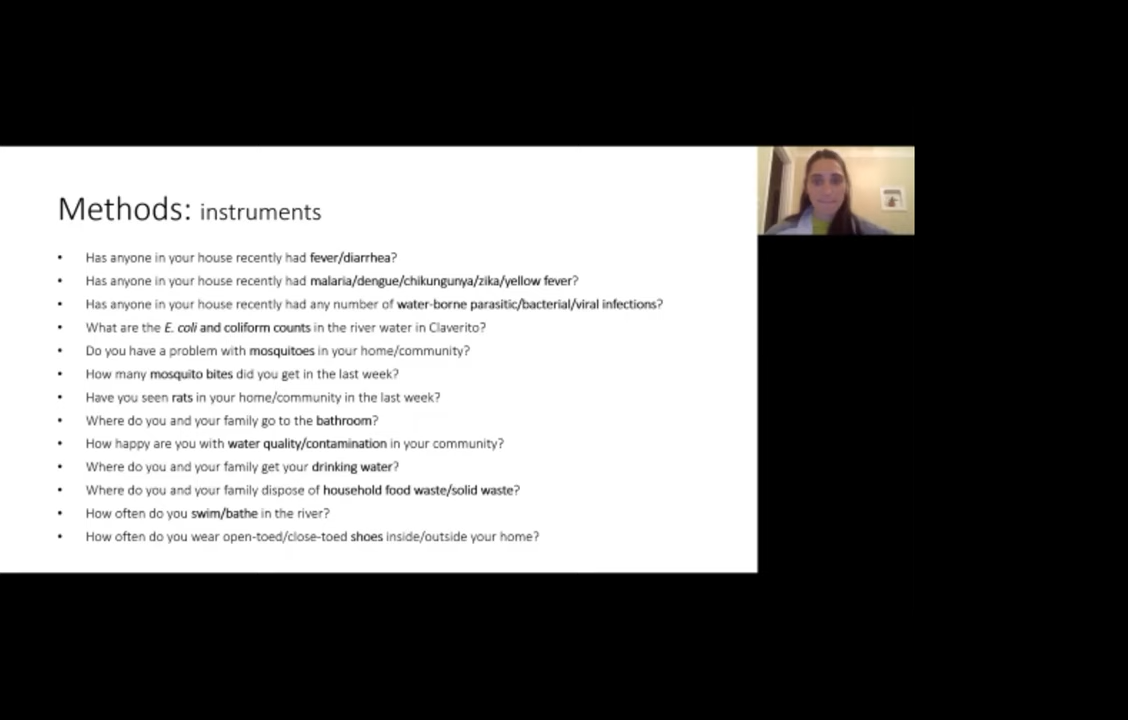 Methods: instruments
• Has anyone in your house recently had fever/diarrhea?
• Has anyone in your house recently had malaria/dengue/chikungunya/zika/yellow fever?
• Has anyone in your house recently had any number of water-borne parasitic/bacterial/viral infections?
• What are the E. coli and coliform counts in the river water in Claverito?
• Do you have a problem with mosquitoes in your home/community?
• How many mosquito bites did you get in the last week?
• Have you seen rats in your home/community in the last week?
• Where do you and your family go to the bathroom?
• How happy are you with water quality/contamination in your community?
• Where do you and your family get your drinking water?
• Where do you and your family dispose of household food waste/solid waste?
• How often do you swim/bathe in the river?
• How often do you wear open-toed/close-toed shoes inside/outside your home?